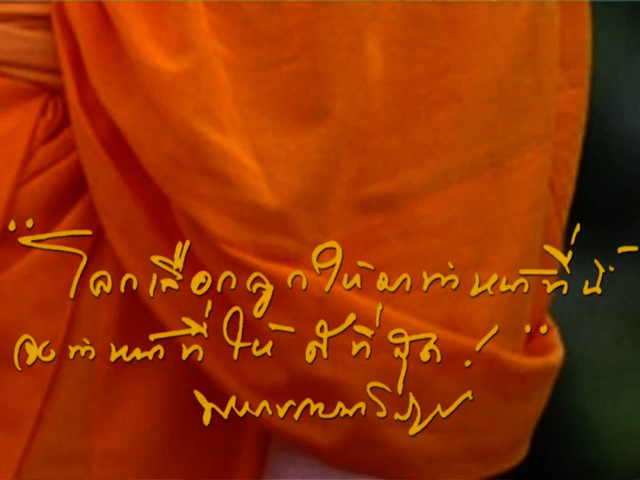 "โลกเลือกลูกให้มาทำหน้าที่นี้
จงทำหน้าที่ให้ดีที่สุด!"